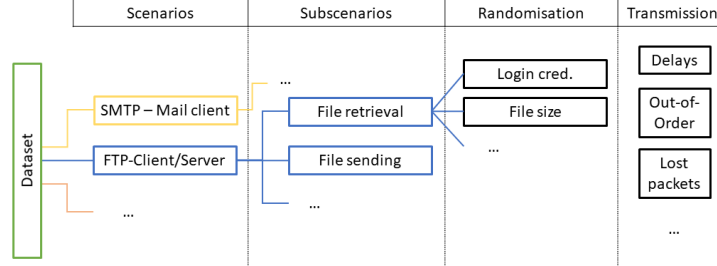 Scenarios
Subscenarios
Randomisation
Transmission
Dataset
SMTP – Mail client
FTP-Client/Server
...
...
File retrieval
File sending
...
Login cred.
File size
...
Delays
Out-of-
Order
Lost
packets
...